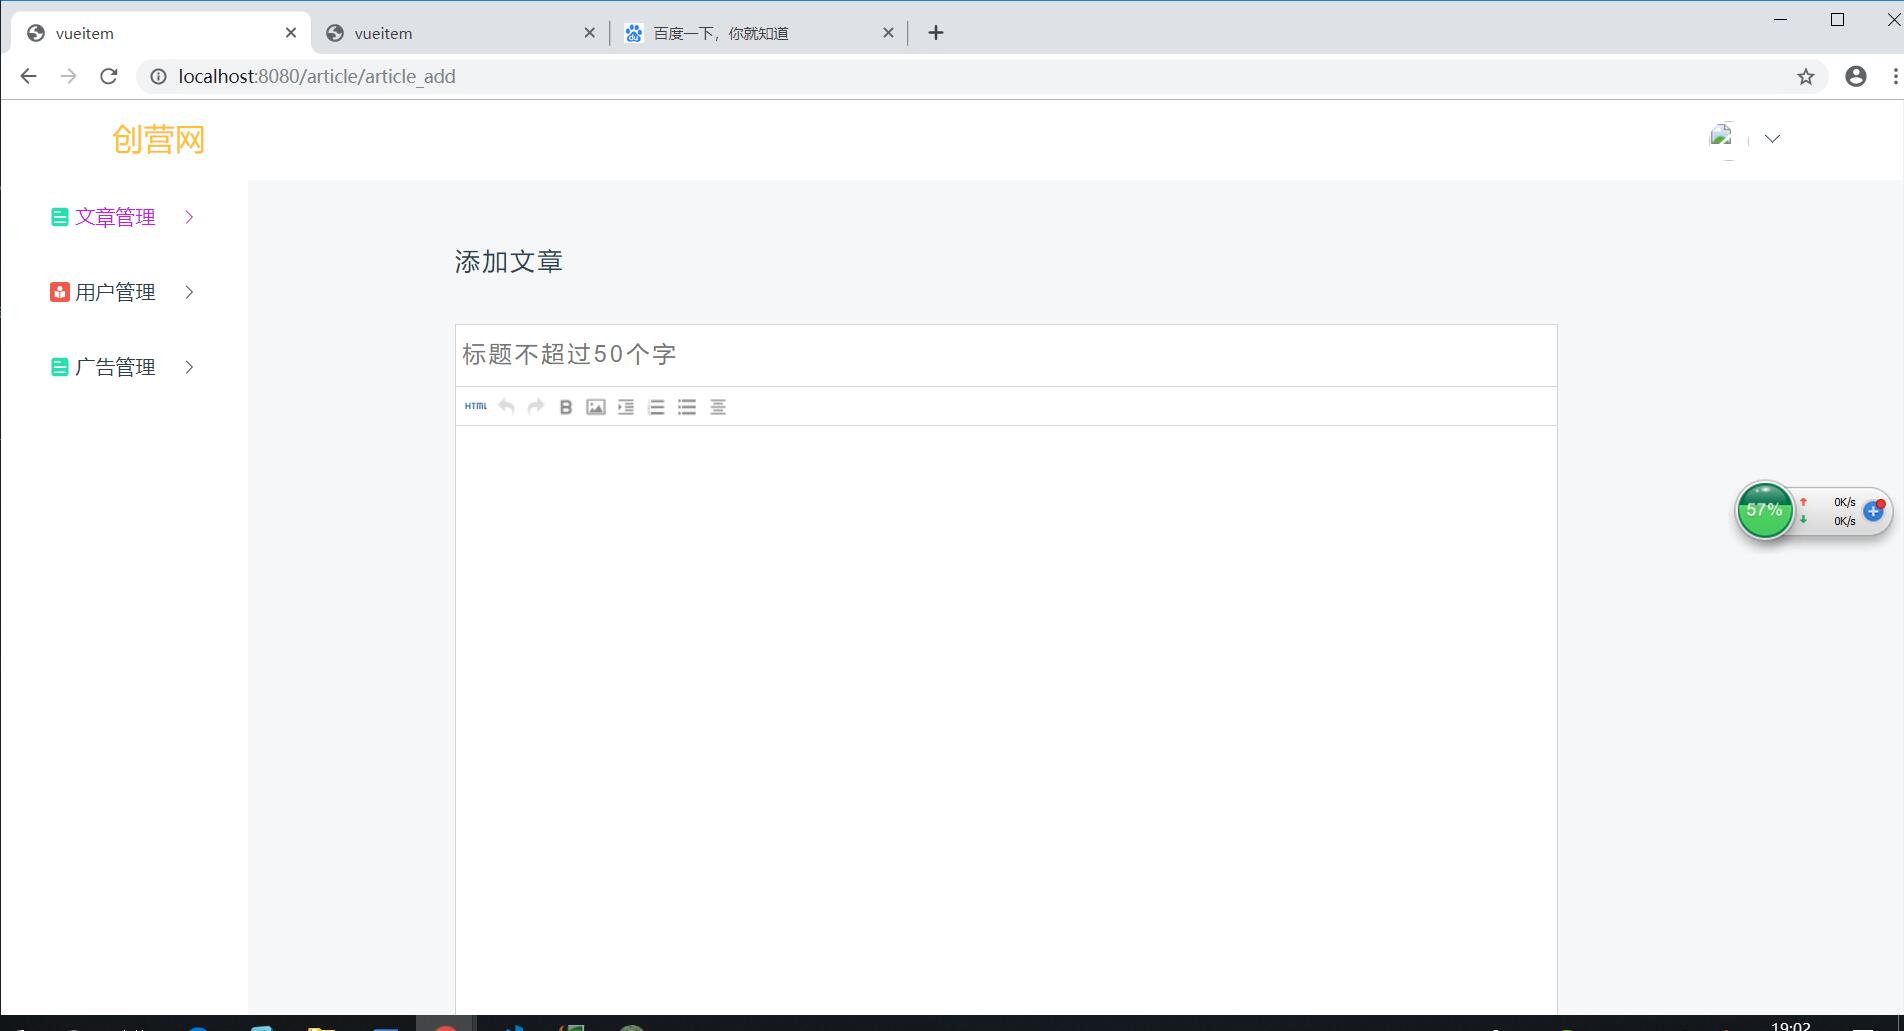 vueitem
vueitem
百度一下，你就知道
localhost:8080/article/article_add
创营网
文章管理
用户管理
广告管理
添加文章
标题不超过50个字
HTML
B
57%
0K/s
0K/s
19:02